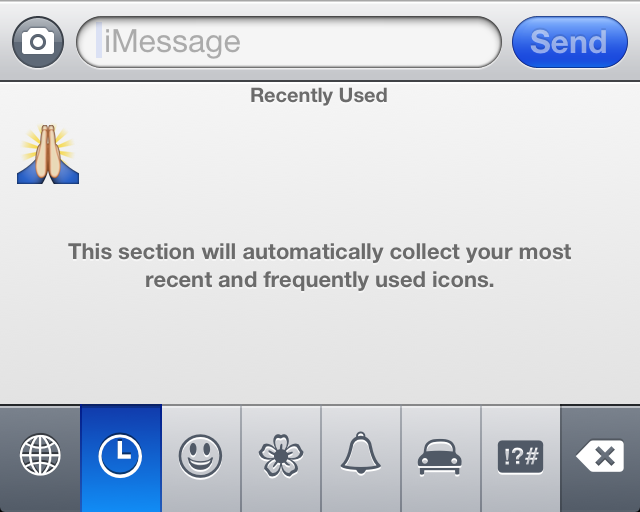 iMessage
Send
Recently Used
This section will automatically collect your most
recent and frequently used icons.
!?#